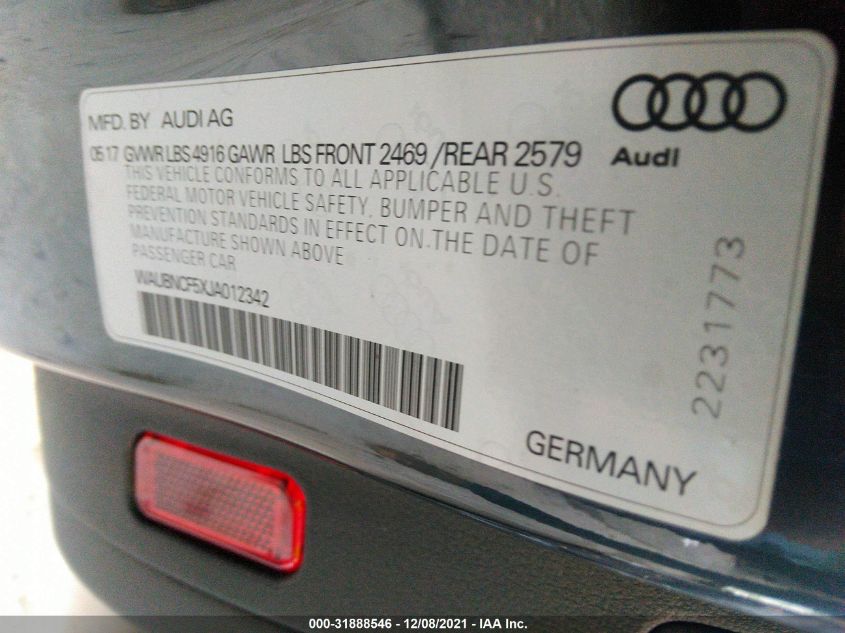 MFD. BY AUDI AG
05 17 GVWR LBS 4916 GAWR LBS FRONT 2469 /REAR 2579
THIS VEHICLE CONFORMS TO ALL APPLICABLE U.S.
FEDERAL MOTOR VEHICLE SAFETY, BUMPER AND THEFT
PREVENTION STANDARDS IN EFFECT ON THE DATE OF
MANUFACTURE SHOWN ABOVE
PASSENGER CAR
WAUBNCF5XJA012342
Audi
2231773
GERMANY
000-31888546 - 12/08/2021 - IAA Inc.